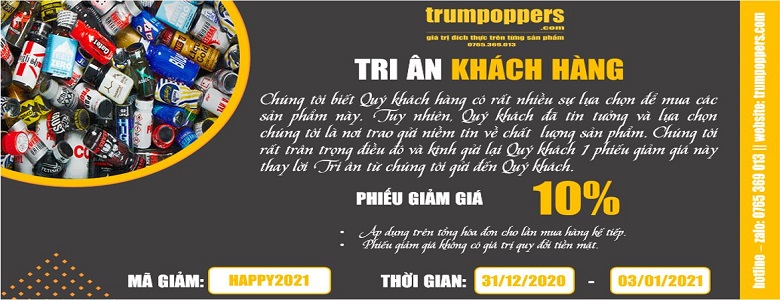 trumpoppers
.com
giá trị đích thực trên từng sản phẩm
0765.369.013
TRI ÂN KHÁCH HÀNG
Chúng tôi biết Quý khách hàng có rất nhiều sự lựa chọn để mua các
sản phẩm này. Tuy nhiên, Quý khách đã tin tưởng và lựa chọn
chúng tôi là nơi trao gửi niềm tin về chất lượng sản phẩm. Chúng tôi
rất trân trọng điều đó và kính gửi lại Quý khách 1 phiếu giảm giá này
thay lời Tri ân từ chúng tôi gửi đến Quý khách.
PHIẾU GIẢM GIÁ 10%
• Áp dụng trên tổng hóa đơn cho lần mua hàng kế tiếp.
• Phiếu giảm giá không có giá trị quy đổi tiền mặt.
MÃ GIẢM: HAPPY2021 THỜI GIAN: 31/12/2020 - 03/01/2021
hotline – zalo: 0765 369 013 || website: trumpoppers.com